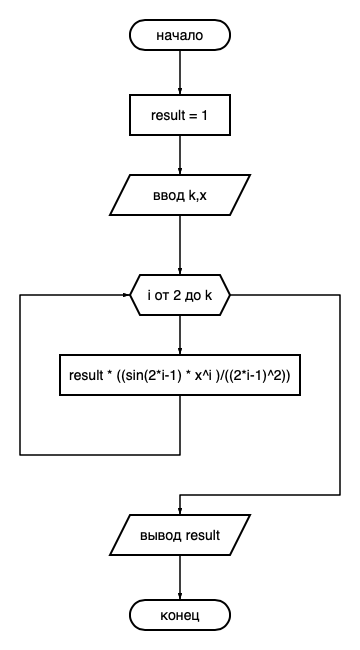 начало
result = 1
ввод k,x
i от 2 до k
result * ((sin(2*i-1) * x^i )/((2*i-1)^2))
вывод result
конец